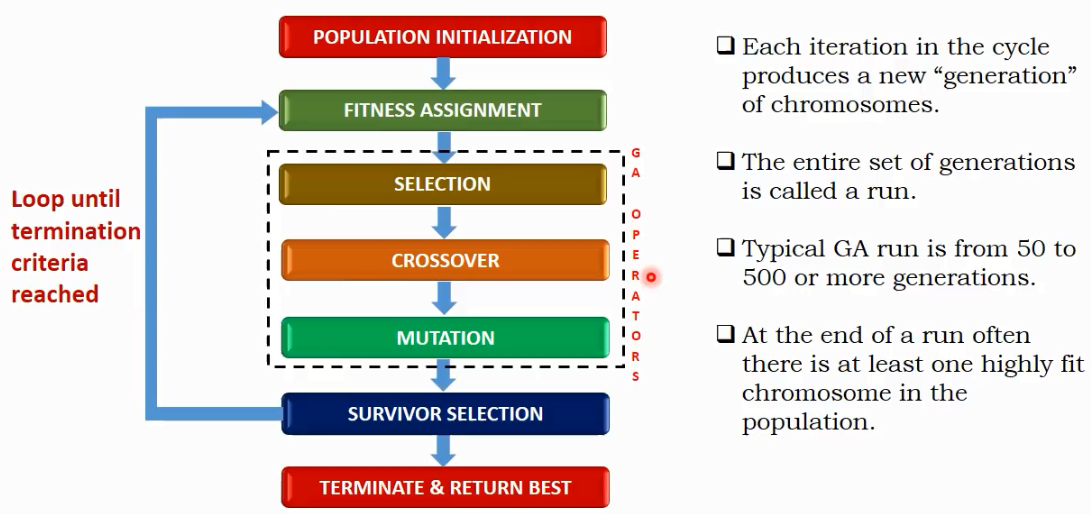 POPULATION INITIALIZATION
FITNESS ASSIGNMENT
SELECTION
CROSSOVER
MUTATION
SURVIVOR SELECTION
TERMINATE & RETURN BEST
Loop until
termination
criteria
reached
GA OPERATORS
Each iteration in the cycle
produces a new “generation”
of chromosomes.
The entire set of generations
is called a run.
Typical GA run is from 50 to
500 or more generations.
At the end of a run often
there is at least one highly fit
chromosome in the
population.